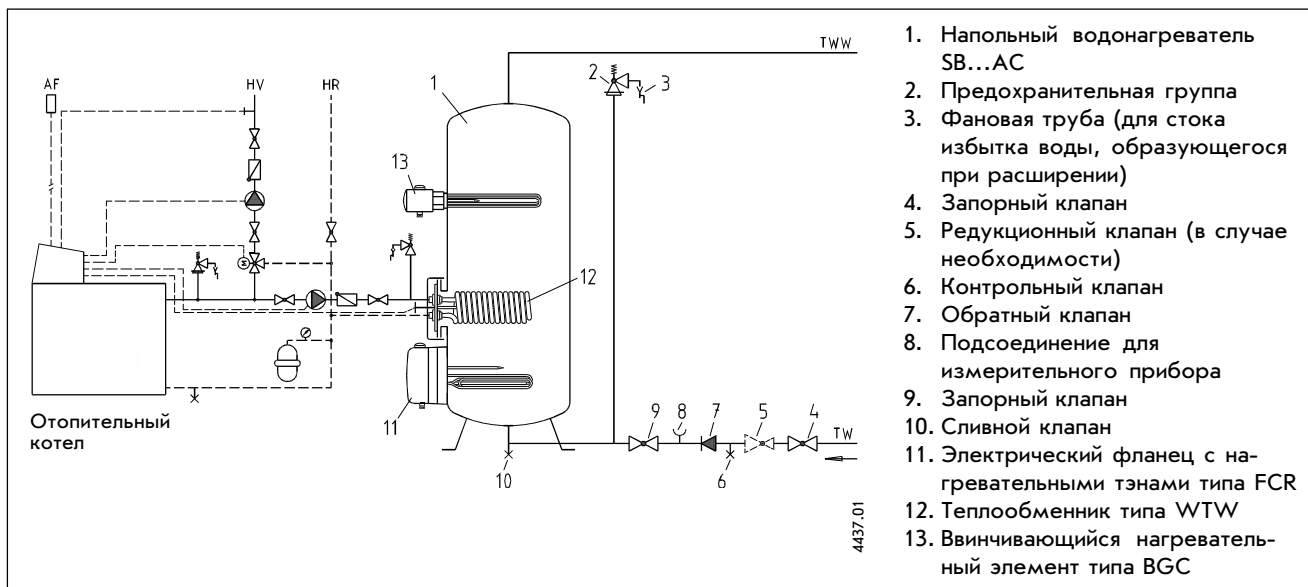 AF
HV
HR
M
Отопительный
котел
1
13
12
11
10
2
3
TWW
9
8
7
6
5
4
TW
4437.01
1. Напольный водонагреватель
SB...AC
2. Предохранительная группа
3. Фановая труба (для стока
избытка воды, образующегося
при расширении)
4. Запорный клапан
5. Редукционный клапан (в случае
необходимости)
6. Контрольный клапан
7. Обратный клапан
8. Подсоединение для
измерительного прибора
9. Запорный клапан
10. Сливной клапан
11. Электрический фланец с на-
гревательными тэнами типа FCR
12. Теплообменник типа WTW
13. Ввинчивающийся нагреватель-
ный элемент типа BGC